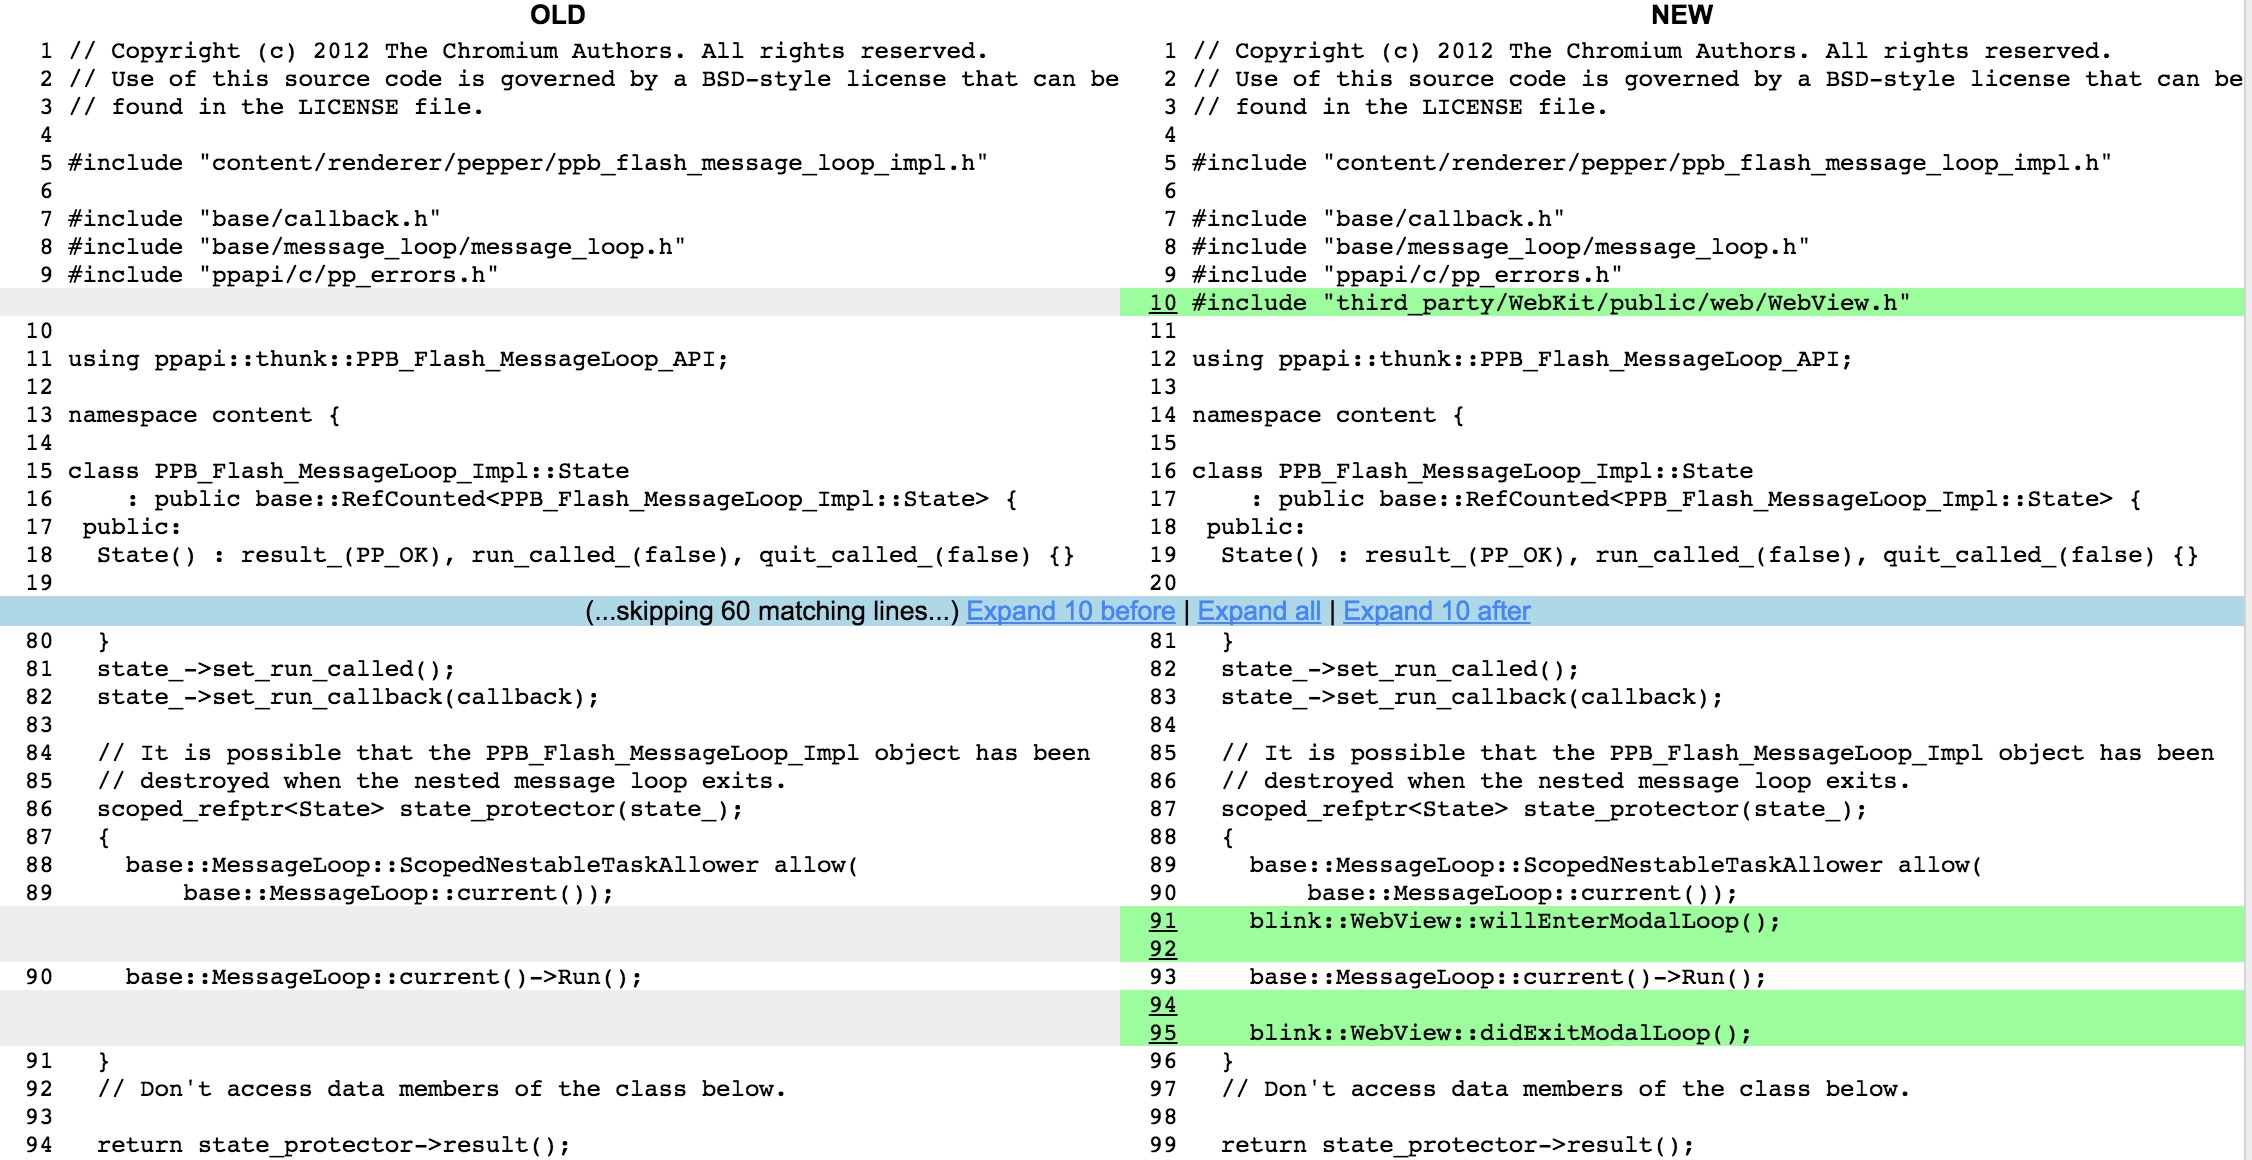 OLD
1 // Copyright (c) 2012 The Chromium Authors. All rights reserved.
2 // Use of this source code is governed by a BSD-style license that can be
3 // found in the LICENSE file.
4
5 #include "content/renderer/pepper/ppb_flash_message_loop_impl.h"
6
7 #include "base/callback.h"
8 #include "base/message_loop/message_loop.h"
9 #include "ppapi/c/pp_errors.h"
10
11 using ppapi::thunk::PPB_Flash_MessageLoop_API;
12
13 namespace content {
14
15 class PPB_Flash_MessageLoop_Impl::State
16     : public base::RefCounted<PPB_Flash_MessageLoop_Impl::State> {
17  public:
18   State() : result_(PP_OK), run_called_(false), quit_called_(false) {}
19
NEW
1 // Copyright (c) 2012 The Chromium Authors. All rights reserved.
2 // Use of this source code is governed by a BSD-style license that can be
3 // found in the LICENSE file.
4
5 #include "content/renderer/pepper/ppb_flash_message_loop_impl.h"
6
7 #include "base/callback.h"
8 #include "base/message_loop/message_loop.h"
9 #include "ppapi/c/pp_errors.h"
10 #include "third_party/WebKit/public/web/WebView.h"
11
12 using ppapi::thunk::PPB_Flash_MessageLoop_API;
13
14 namespace content {
15
16 class PPB_Flash_MessageLoop_Impl::State
17     : public base::RefCounted<PPB_Flash_MessageLoop_Impl::State> {
18  public:
19   State() : result_(PP_OK), run_called_(false), quit_called_(false) {}
20
(...skipping 60 matching lines...) Expand 10 before | Expand all | Expand 10 after
80   }
81   state_->set_run_called();
82   state_->set_run_callback(callback);
83
84   // It is possible that the PPB_Flash_MessageLoop_Impl object has been
85   // destroyed when the nested message loop exits.
86   scoped_refptr<State> state_protector(state_);
87   {
88     base::MessageLoop::ScopedNestableTaskAllower allow(
89         base::MessageLoop::current());
90     base::MessageLoop::current()->Run();
91   }
92   // Don't access data members of the class below.
93
94   return state_protector->result();
81   }
82   state_->set_run_called();
83   state_->set_run_callback(callback);
84
85   // It is possible that the PPB_Flash_MessageLoop_Impl object has been
86   // destroyed when the nested message loop exits.
87   scoped_refptr<State> state_protector(state_);
88   {
89     base::MessageLoop::ScopedNestableTaskAllower allow(
90         base::MessageLoop::current());
91     blink::WebView::willEnterModalLoop();
92
93     base::MessageLoop::current()->Run();
94
95     blink::WebView::didExitModalLoop();
96   }
97   // Don't access data members of the class below.
98
99   return state_protector->result();